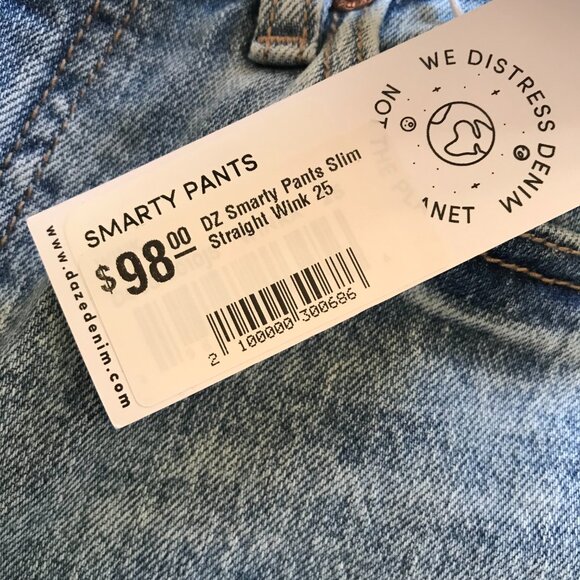 WE DISTRESS DENIM
NOT THE PLANET
SMARTY PANTS
$98.00
DZ Smarty Pants Slim
Straight Wink 25
2 100000 300686
www.dazedenim.com